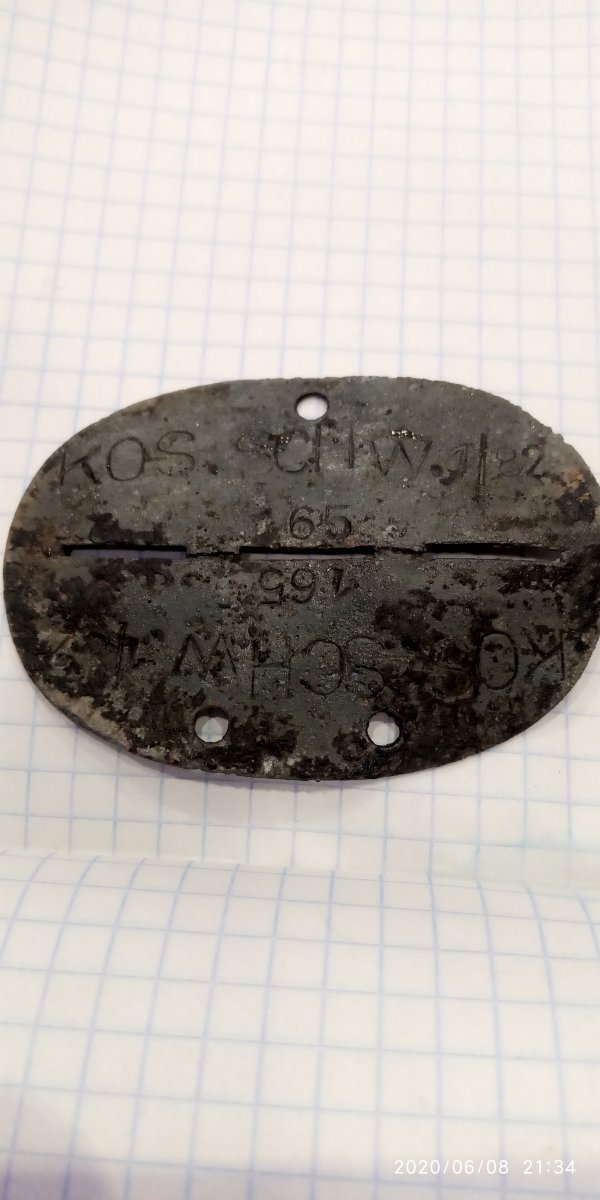 KOS. SCHW. 1/82
165
165
KOS. SCHW 1/82
2020/06/08 21:34